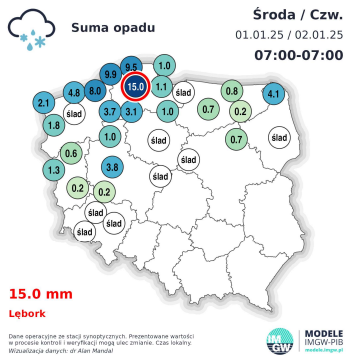 Suma opadu
Środa / Czw.
01.01.25 / 02.01.25
07:00-07:00
9.9
9.5
1.0
4.8
8.0
15.0
1.1
0.8
4.1
2.1
ślad
3.7
3.1
1.0
0.7
0.2
1.8
1.0
ślad
0.7
ślad
0.6
1.3
3.8
ślad
ślad
0.2
0.2
ślad
ślad
ślad
15.0 mm
Lębork
Dane operacyjne ze stacji synoptycznych. Prezentowane wartości
w procesie kontroli i weryfikacji mogą ulec zmianie. Czas lokalny.
Wizualizacja danych: dr Alan Mandal
IM
GW
MODELE
IMGW-PIB
modele.imgw.pl